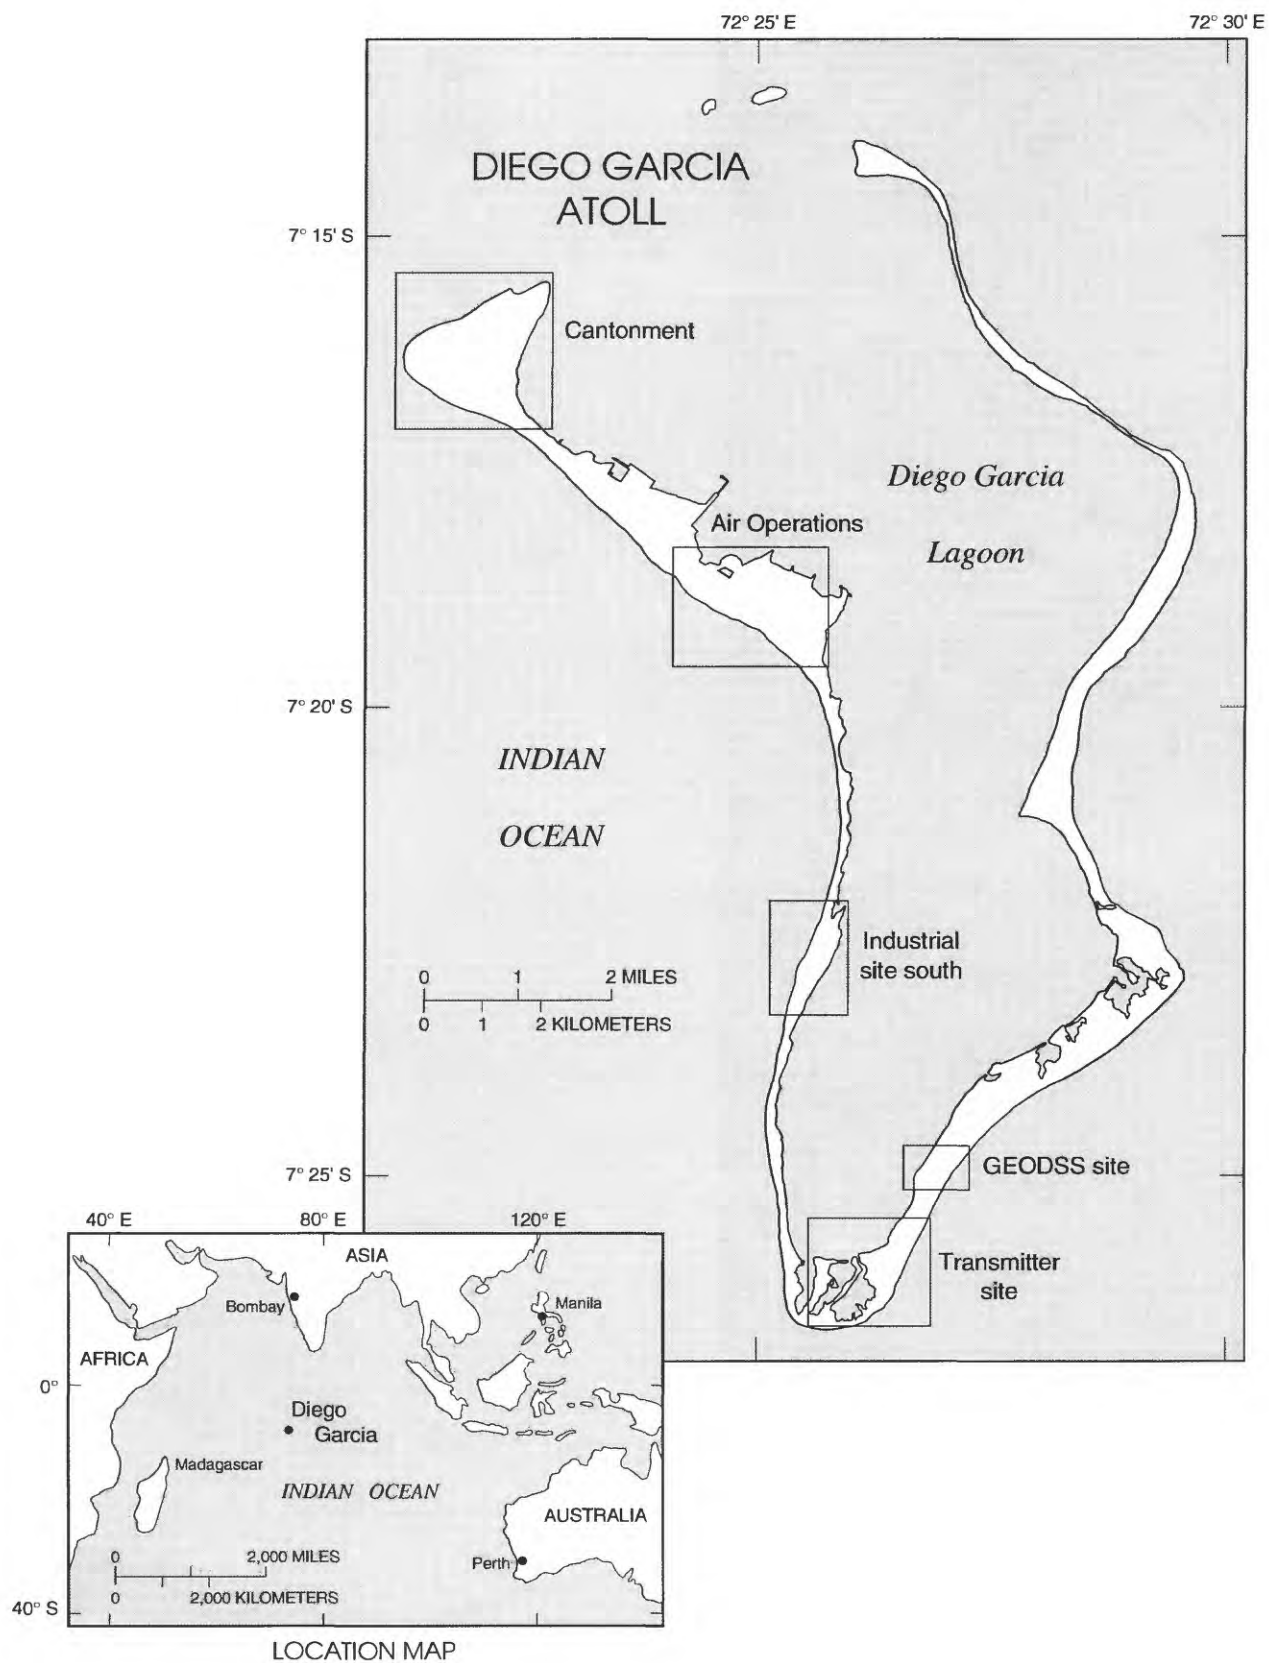 72° 25' E
72° 30' E
DIEGO GARCIA
ATOLL
7° 15' S
Cantonment
Diego Garcia
Lagoon
Air Operations
7° 20' S
INDIAN
OCEAN
Industrial
site south
0 1 2 MILES
0 1 2 KILOMETERS
7° 25' S
GEODSS site
Transmitter
site
40° E
80° E
120° E
ASIA
Bombay
Manila
AFRICA
0°
Diego
Garcia
Madagascar
INDIAN OCEAN
AUSTRALIA
Perth
0 2,000 MILES
0 2,000 KILOMETERS
40° S
LOCATION MAP